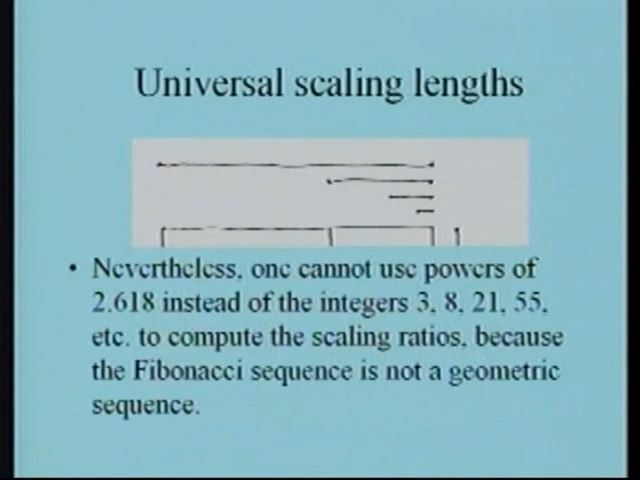 Universal scaling lengths
• Nevertheless, one cannot use powers of
2.618 instead of the integers 3, 8, 21, 55,
etc. to compute the scaling ratios, because
the Fibonacci sequence is not a geometric
sequence.